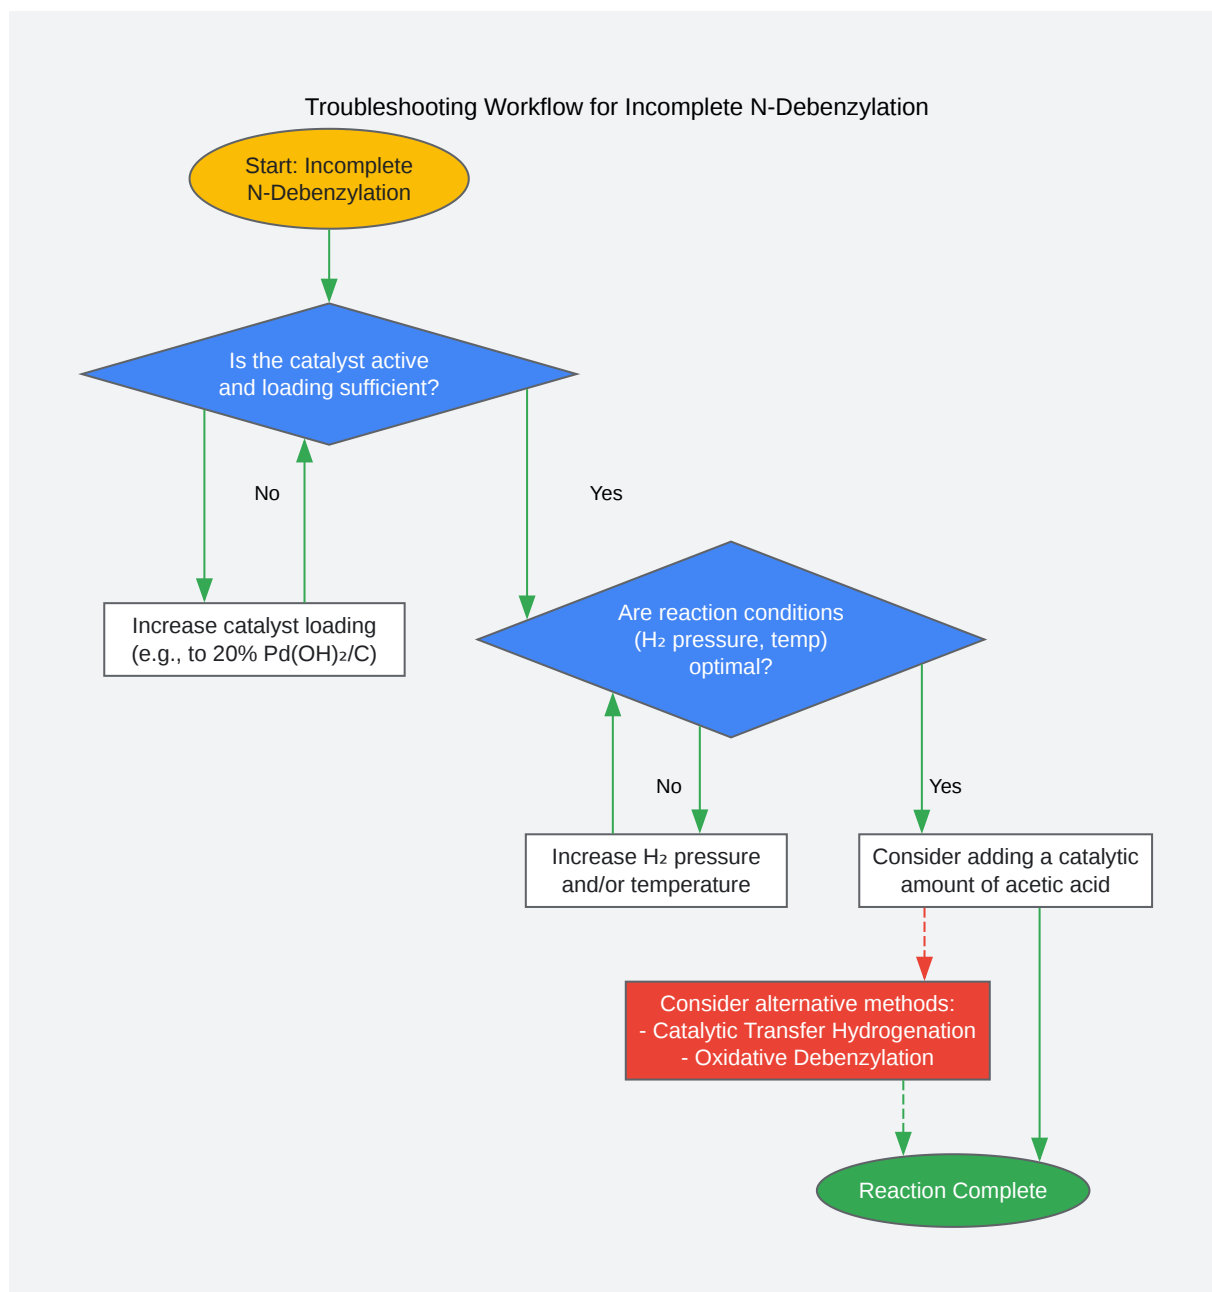 Troubleshooting Workflow for Incomplete N-Debenzylation
Start: Incomplete
N-Debenzylation
Is the catalyst active
and loading sufficient?
No
Yes
Increase catalyst loading
(e.g., to 20% Pd(OH)₂/C)
Are reaction conditions
(H₂ pressure, temp)
optimal?
No
Yes
Increase H₂ pressure
and/or temperature
Consider adding a catalytic
amount of acetic acid
Consider alternative methods:
- Catalytic Transfer Hydrogenation
- Oxidative Debenzylation
Reaction Complete